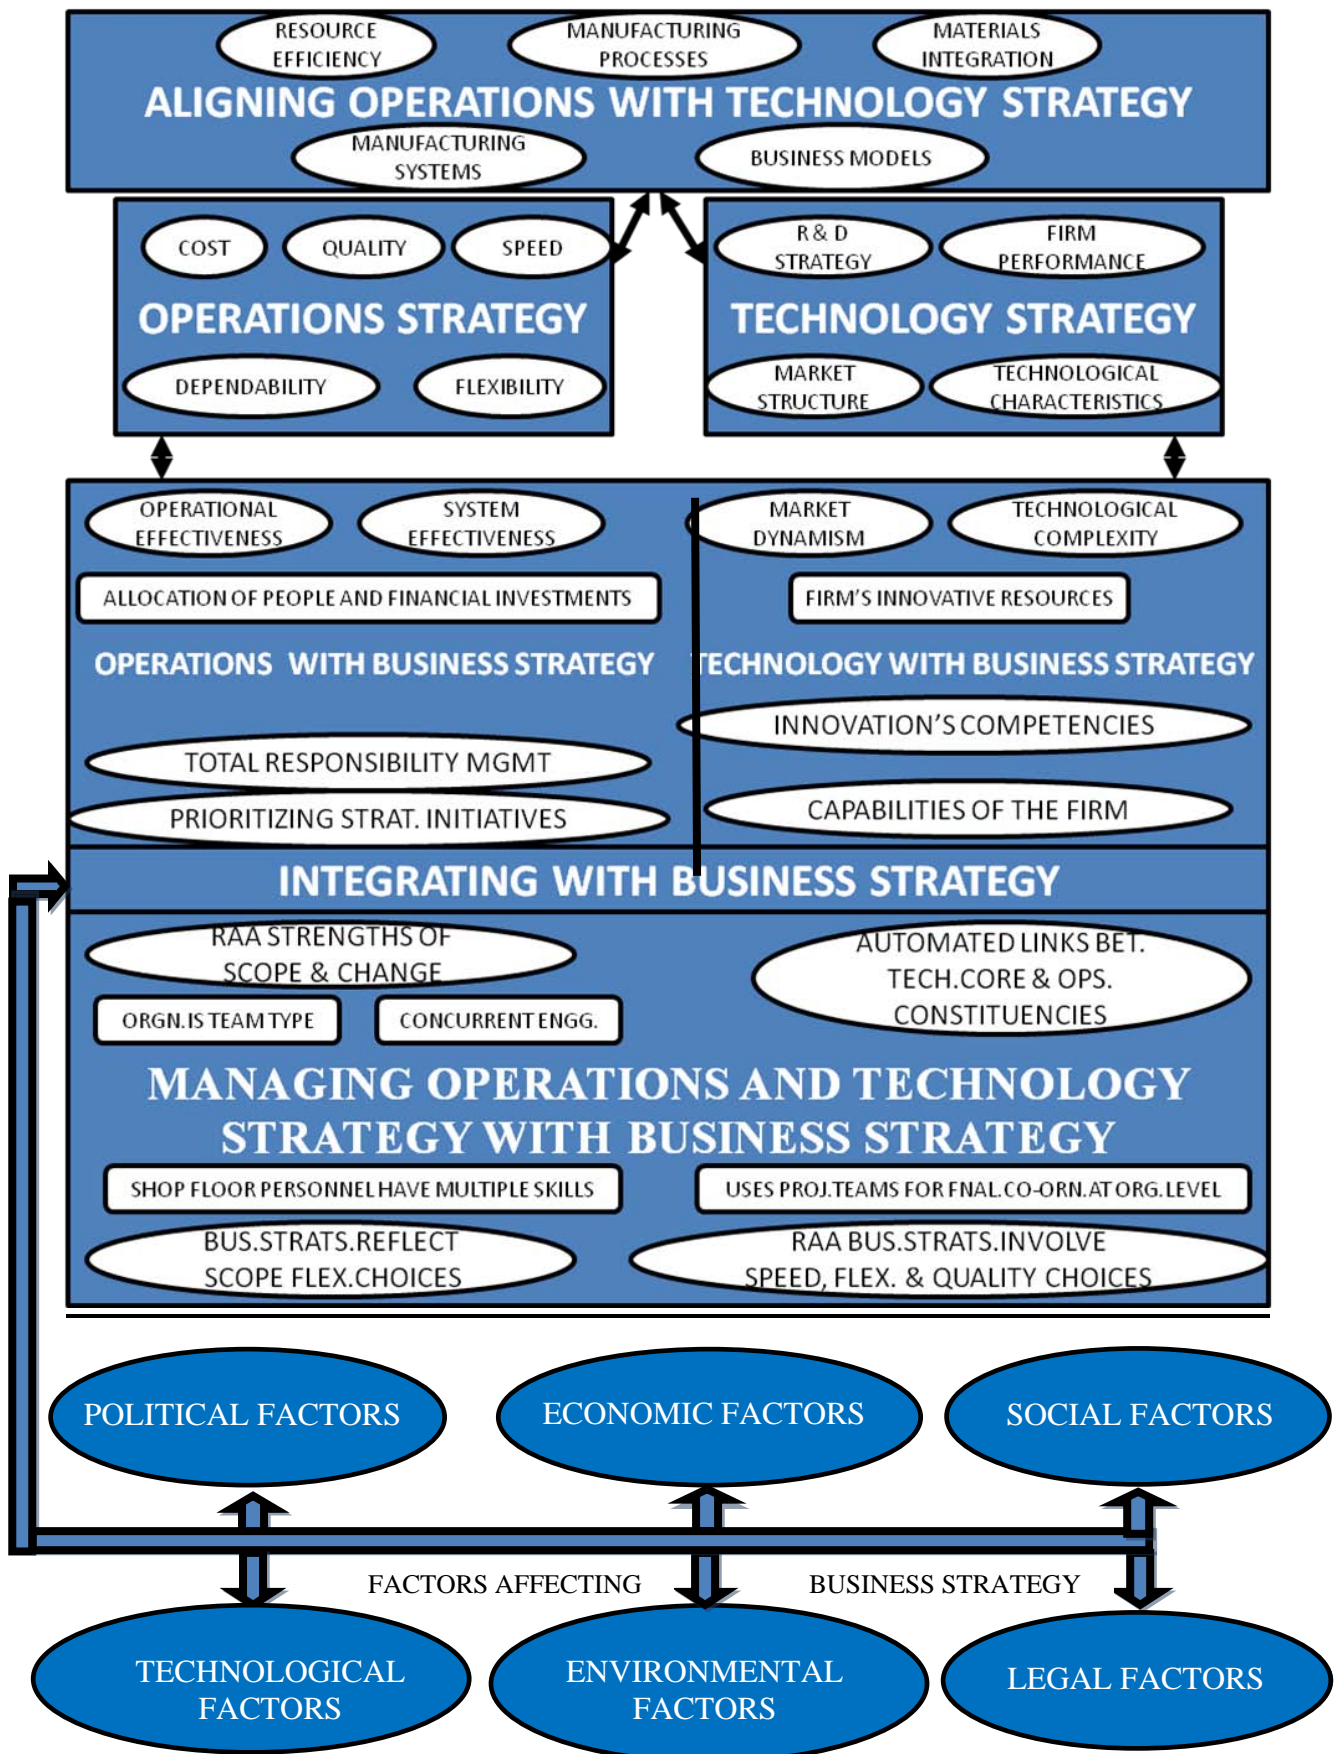 RESOURCE
EFFICIENCY
MANUFACTURING
PROCESSES
MATERIALS
INTEGRATION
ALIGNING OPERATIONS WITH TECHNOLOGY STRATEGY
MANUFACTURING
SYSTEMS
BUSINESS MODELS
COST
QUALITY
SPEED
OPERATIONS STRATEGY
DEPENDABILITY
FLEXIBILITY
R & D
STRATEGY
FIRM
PERFORMANCE
TECHNOLOGY STRATEGY
MARKET
STRUCTURE
TECHNOLOGICAL
CHARACTERISTICS
OPERATIONAL
EFFECTIVENESS
SYSTEM
EFFECTIVENESS
ALLOCATION OF PEOPLE AND FINANCIAL INVESTMENTS
OPERATIONS WITH BUSINESS STRATEGY
TOTAL RESPONSIBILITY MGMT
PRIORITIZING STRAT. INITIATIVES
MARKET
DYNAMISM
TECHNOLOGICAL
COMPLEXITY
FIRM'S INNOVATIVE RESOURCES
TECHNOLOGY WITH BUSINESS STRATEGY
INNOVATION'S COMPETENCIES
CAPABILITIES OF THE FIRM
INTEGRATING WITH BUSINESS STRATEGY
RAA STRENGTHS OF
SCOPE & CHANGE
AUTOMATED LINKS BET.
TECH.CORE & OPS.
CONSTITUENCIES
ORGN.IS TEAM TYPE
CONCURRENT ENGG.
MANAGING OPERATIONS AND TECHNOLOGY
STRATEGY WITH BUSINESS STRATEGY
SHOP FLOOR PERSONNEL HAVE MULTIPLE SKILLS
USES PROJ.TEAMS FOR FNAL.CO-ORN.AT ORG.LEVEL
BUS.STRATS.REFLECT
SCOPE FLEX.CHOICES
RAA BUS.STRATS.INVOLVE
SPEED, FLEX. & QUALITY CHOICES
POLITICAL FACTORS
ECONOMIC FACTORS
SOCIAL FACTORS
FACTORS AFFECTING BUSINESS STRATEGY
TECHNOLOGICAL
FACTORS
ENVIRONMENTAL
FACTORS
LEGAL FACTORS